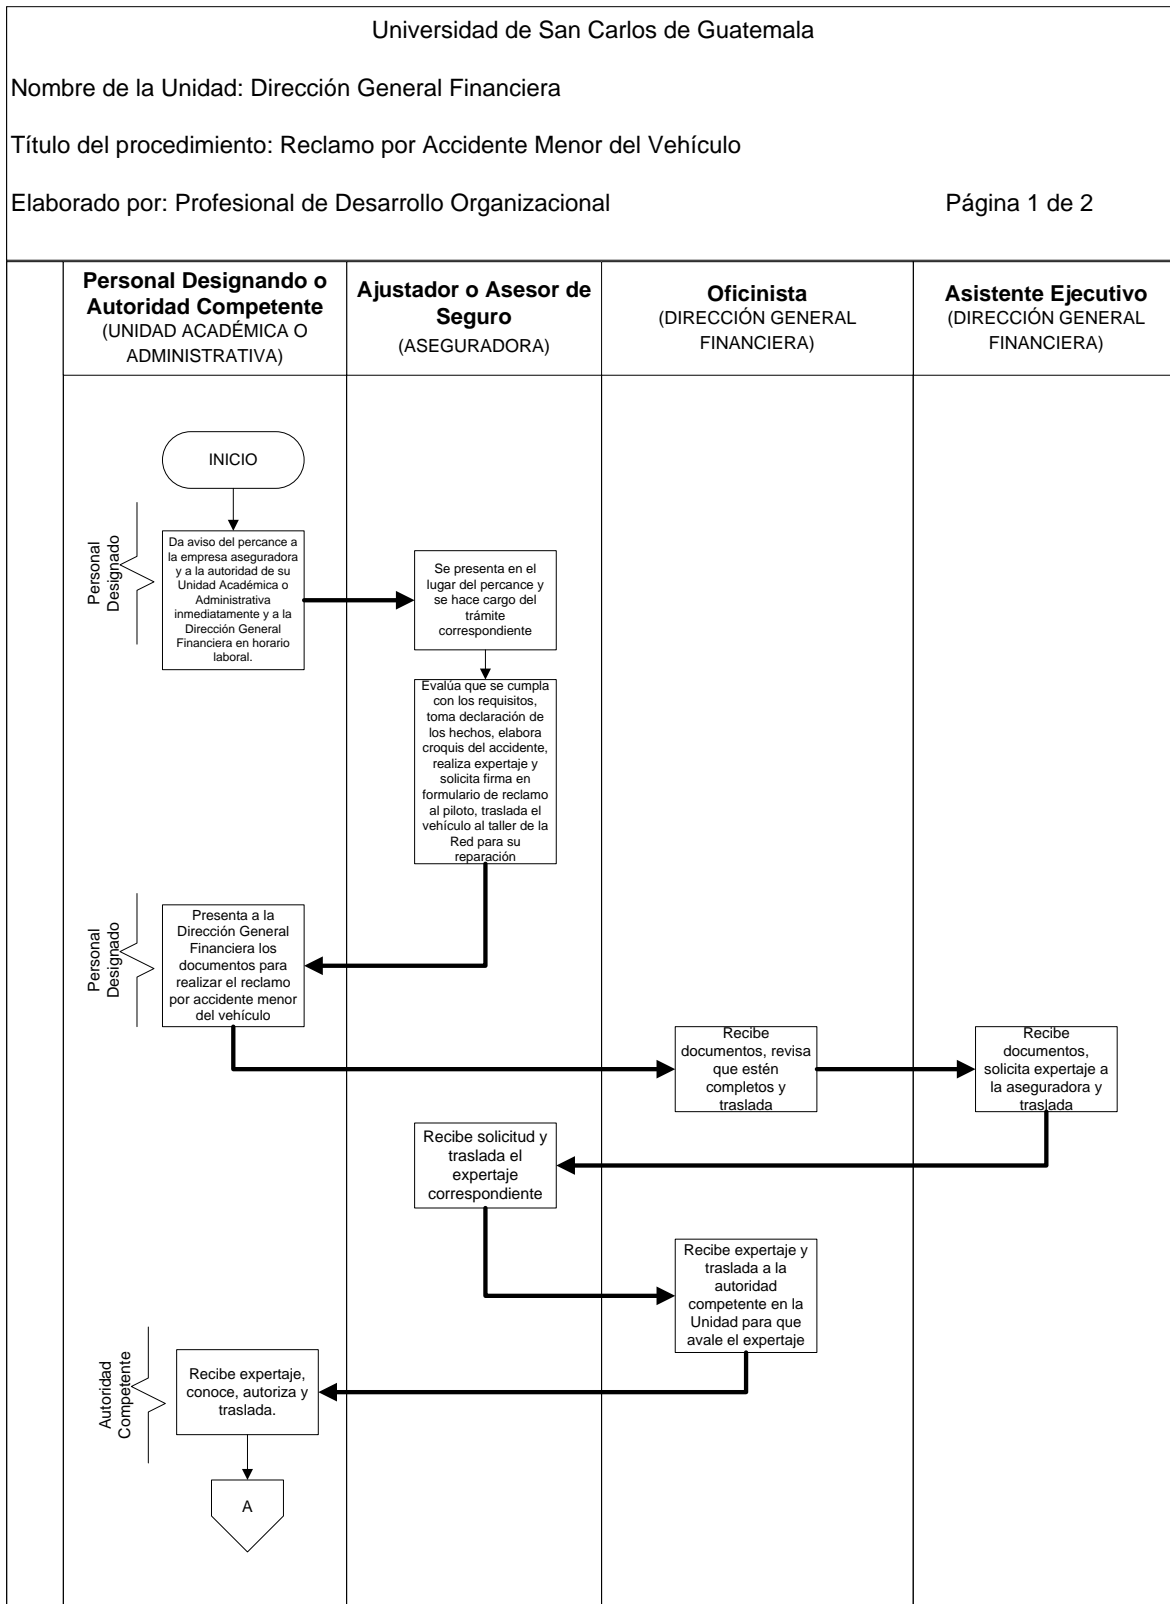 Universidad de San Carlos de Guatemala
Nombre de la Unidad: Dirección General Financiera
Título del procedimiento: Reclamo por Accidente Menor del Vehículo
Elaborado por: Profesional de Desarrollo Organizacional
Página 1 de 2
Personal Designando o
Autoridad Competente
(UNIDAD ACADÉMICA O
ADMINISTRATIVA)
Ajustador o Asesor de
Seguro
(ASEGURADORA)
Oficinista
(DIRECCIÓN GENERAL
FINANCIERA)
Asistente Ejecutivo
(DIRECCIÓN GENERAL
FINANCIERA)
INICIO
Personal
Designado
Da aviso del percance a
la empresa aseguradora
y a la autoridad de su
Unidad Académica o
Administrativa
inmediatamente y a la
Dirección General
Financiera en horario
laboral.
Se presenta en el
lugar del percance y
se hace cargo del
trámite
correspondiente
Evalúa que se cumpla
con los requisitos,
toma declaración de
los hechos, elabora
croquis del accidente,
realiza expertaje y
solicita firma en
formulario de reclamo
al piloto, traslada el
vehículo al taller de la
Red para su
reparación
Personal
Designado
Presenta a la
Dirección General
Financiera los
documentos para
realizar el reclamo
por accidente menor
del vehículo
Recibe
documentos, revisa
que estén
completos y
traslada
Recibe
documentos,
solicita expertaje a
la aseguradora y
traslada
Recibe solicitud y
traslada el
expertaje
correspondiente
Recibe expertaje y
traslada a la
autoridad
competente en la
Unidad para que
avale el expertaje
Autoridad
Competente
Recibe expertaje,
conoce, autoriza y
traslada.
A